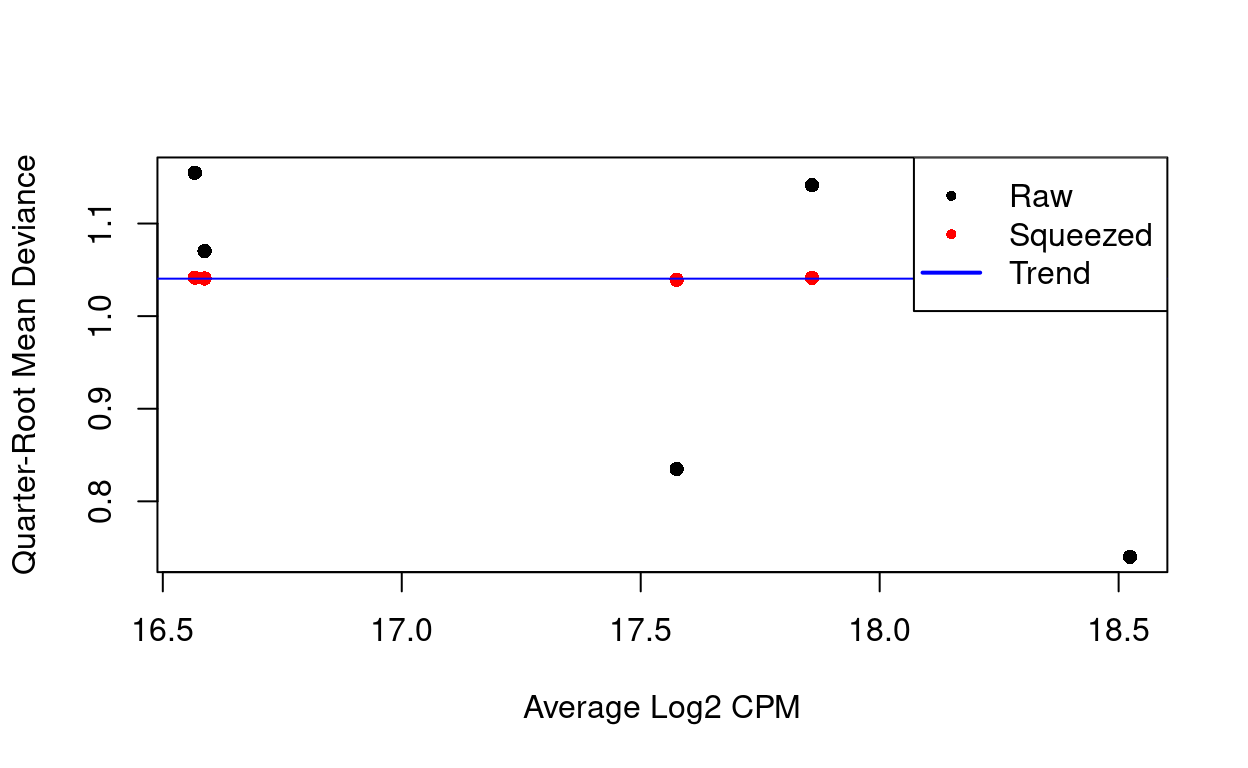 Quarter-Root Mean Deviance
1.1
1.0
0.9
0.8
Raw
Squeezed
Trend
16.5 17.0 17.5 18.0 18.5
Average Log2 CPM